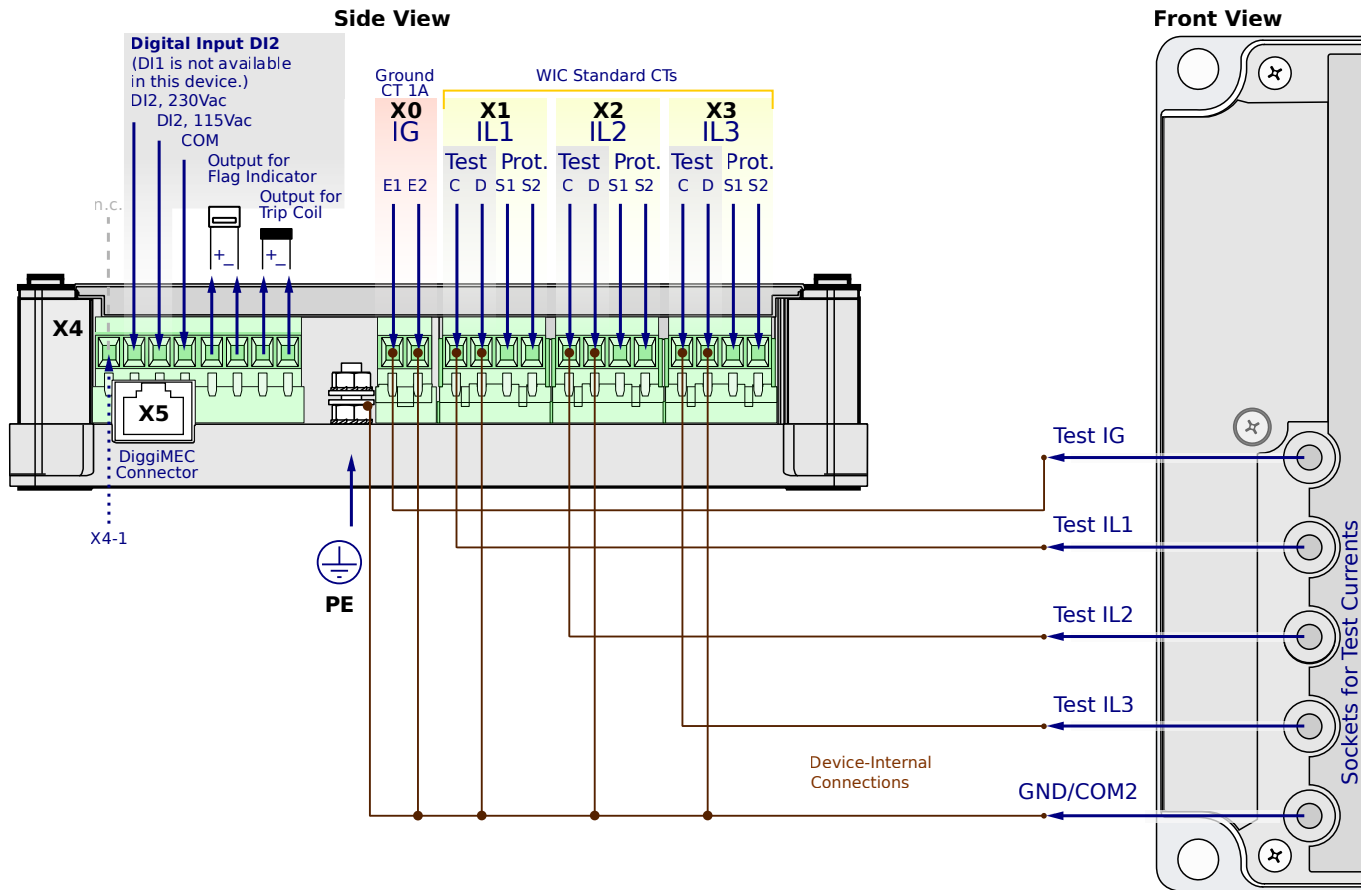 Side View
Front View
Digital Input DI2
(DI1 is not available
in this device.)
DI2, 230Vac
DI2, 115Vac
COM
Output for
Flag Indicator
Output for
Trip Coil
n.c.
+ −
+ −
Ground
CT 1A
X0
IG
E1 E2
WIC Standard CTs
X1
IL1
Test Prot.
C D S1 S2
X2
IL2
Test Prot.
C D S1 S2
X3
IL3
Test Prot.
C D S1 S2
X4
X5
DiggiMEC
Connector
X4-1
PE
Test IG
Test IL1
Test IL2
Test IL3
GND/COM2
Device-Internal
Connections
Sockets for Test Currents